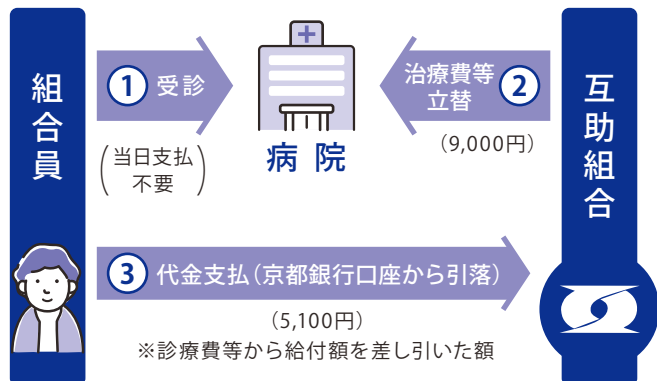 組合員
① 受診
(当日支払
不要)
病院
治療費等
立替 ②
(9,000円)
互助組合
③ 代金支払(京都銀行口座から引落)
(5,100円)
※診療費等から給付額を差し引いた額